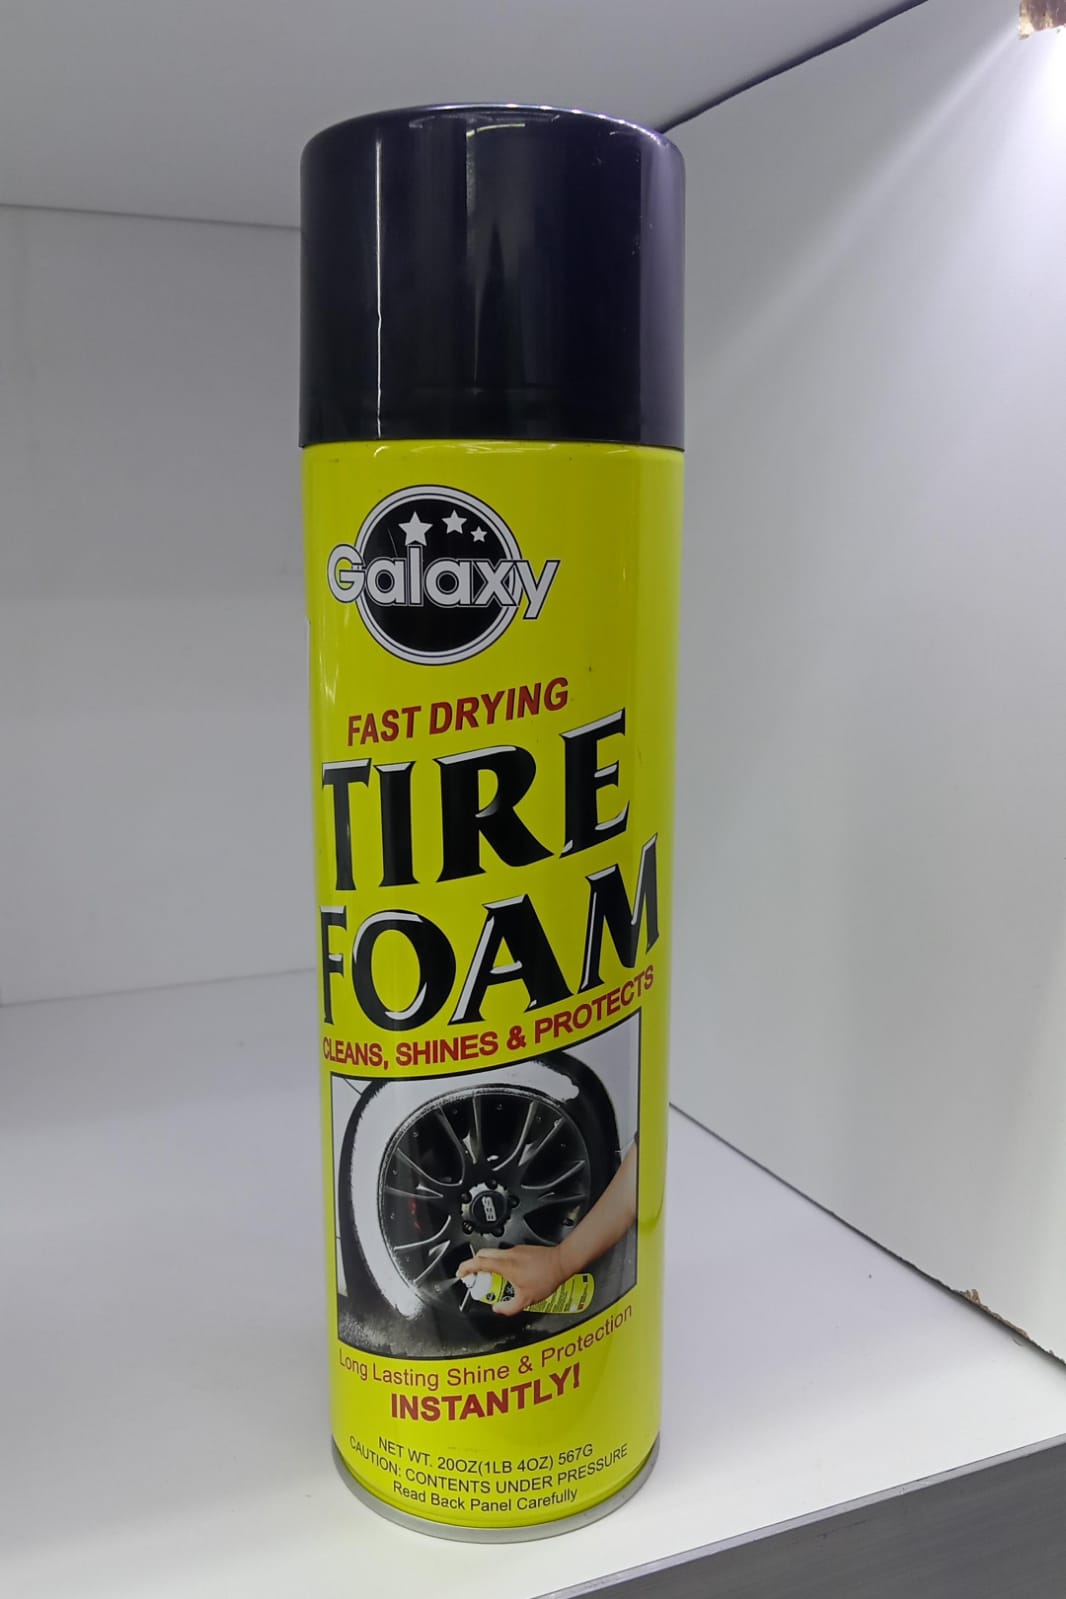 Galaxy
FAST DRYING
TIRE
FOAM
CLEANS, SHINES & PROTECTS
Long Lasting Shine & Protection
INSTANTLY!
NET WT. 20OZ(1LB 4OZ) 567G
CAUTION: CONTENTS UNDER PRESSURE
Read Back Panel Carefully